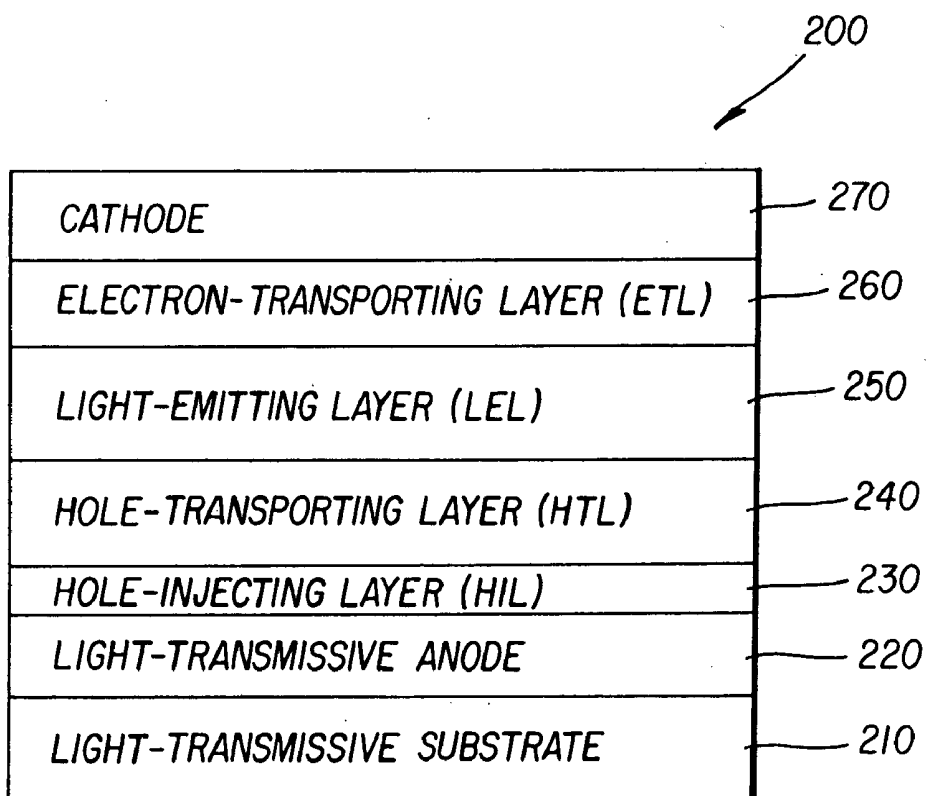 200
CATHODE 270
ELECTRON-TRANSPORTING LAYER (ETL) 260
LIGHT-EMITTING LAYER (LEL) 250
HOLE-TRANSPORTING LAYER (HTL) 240
HOLE-INJECTING LAYER (HIL) 230
LIGHT-TRANSMISSIVE ANODE 220
LIGHT-TRANSMISSIVE SUBSTRATE 210